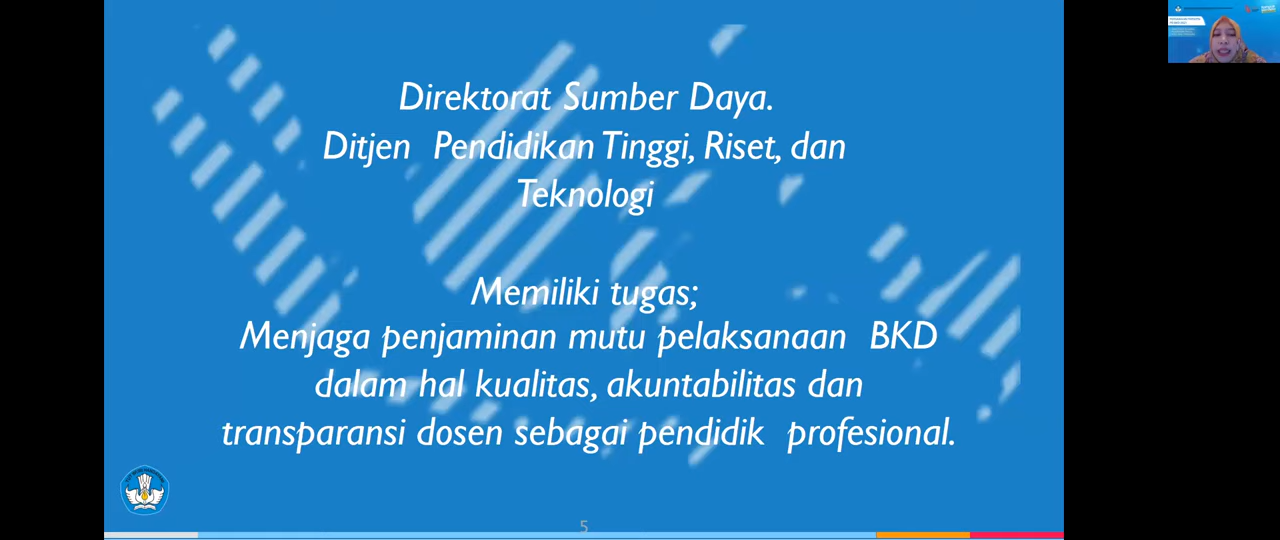 Direktorat Sumber Daya.
Ditjen Pendidikan Tinggi, Riset, dan
Teknologi
Memiliki tugas;
Menjaga penjaminan mutu pelaksanaan BKD
dalam hal kualitas, akuntabilitas dan
transparansi dosen sebagai pendidik profesional.
5